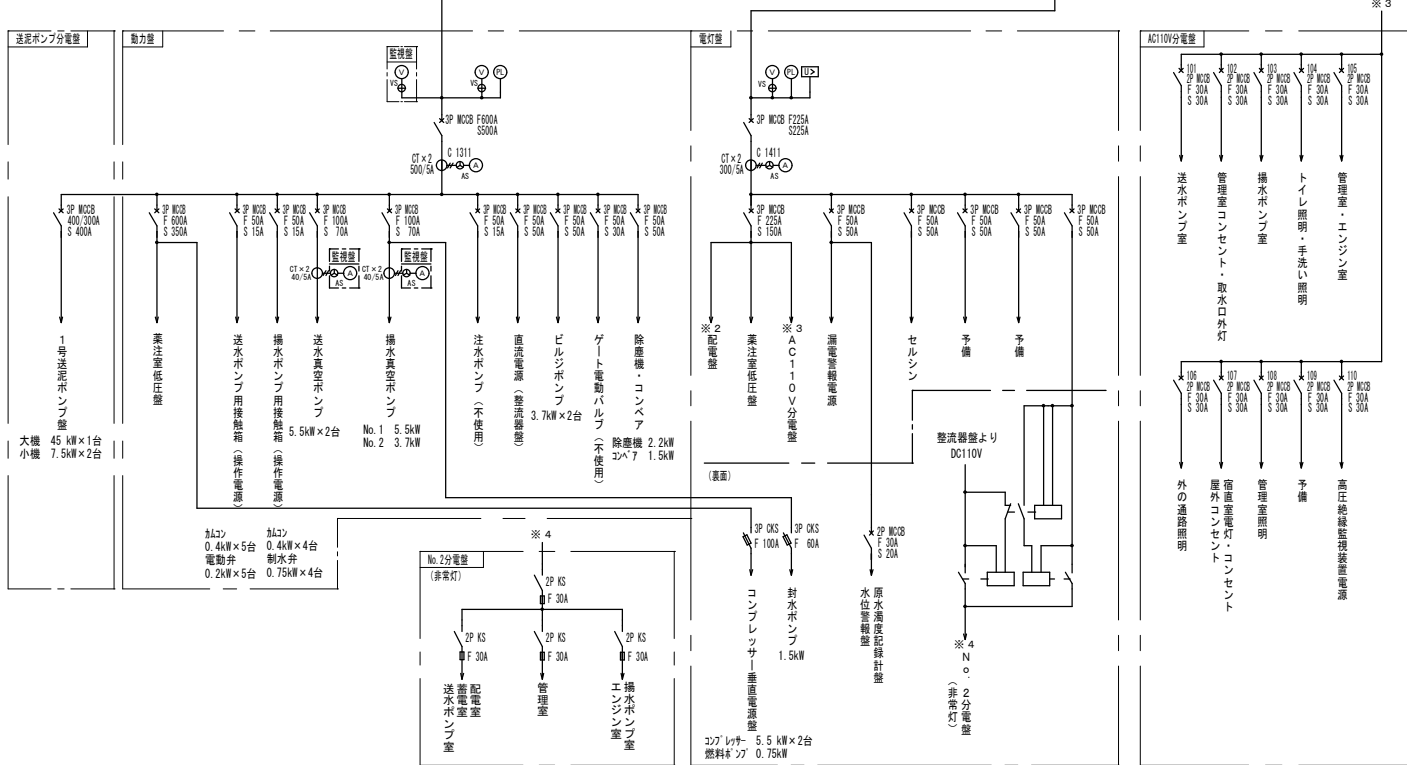 ※3
送泥ポンプ分電盤
動力盤
電灯盤
AC110V分電盤
監視盤
V
VS
V
VS
PL
V
VS
PL
U>
3P MCCB F600A
S500A
3P MCCB F225A
S225A
CT×2
500/5A
C 1311
A
AS
CT×2
300/5A
C 1411
A
AS
101
2P MCCB
F 30A
S 30A
102
2P MCCB
F 30A
S 30A
103
2P MCCB
F 30A
S 30A
104
2P MCCB
F 30A
S 30A
105
2P MCCB
F 30A
S 30A
送水ポンプ室
管理室コンセント・取水口外灯
揚水ポンプ室
トイレ照明・手洗い照明
管理室・エンジン室
3P MCCB
400/300A
S 400A
3P MCCB
F 600A
S 350A
3P MCCB
F 50A
S 15A
3P MCCB
F 50A
S 15A
3P MCCB
F 100A
S 70A
3P MCCB
F 100A
S 70A
3P MCCB
F 50A
S 15A
3P MCCB
F 50A
S 50A
3P MCCB
F 50A
S 50A
3P MCCB
F 50A
S 30A
3P MCCB
F 50A
S 50A
3P MCCB
F 225A
S 150A
3P MCCB
F 50A
S 50A
3P MCCB
F 50A
S 50A
3P MCCB
F 50A
S 50A
3P MCCB
F 50A
S 50A
3P MCCB
F 50A
S 50A
CT×2
40/5A
監視盤
A
AS
CT×2
40/5A
監視盤
A
AS
1号送泥ポンプ盤
大機 45 kW×1台
小機 7.5kW×2台
薬注室低圧盤
送水ポンプ用接触箱(操作電源)
揚水ポンプ用接触箱(操作電源)
送水真空ポンプ
5.5kW×2台
揚水真空ポンプ
No.1 5.5kW
No.2 3.7kW
注水ポンプ(不使用)
直流電源(整流器盤)
ビルジポンプ
3.7kW×2台
ゲート電動バルブ(不使用)
除塵機・コンベア
除塵機 2.2kW
コンベア 1.5kW
※2
配電盤
薬注室低圧盤
※3
AC110V分電盤
漏電警報電源
セルシン
予備
予備
106
2P MCCB
F 30A
S 30A
107
2P MCCB
F 30A
S 30A
108
2P MCCB
F 30A
S 30A
109
2P MCCB
F 30A
S 30A
110
2P MCCB
F 30A
S 30A
外の通路照明
宿直室電灯・コンセント
屋外コンセント
管理室照明
予備
高圧絶縁監視装置電源
カムコン
0.4kW×5台
電動弁
0.2kW×5台
カムコン
0.4kW×4台
制水弁
0.75kW×4台
(裏面)
整流器盤より
DC110V
3P CKS
F 100A
3P CKS
F 60A
2P MCCB
F 30A
S 20A
コンプレッサー垂直電源盤
コンプレッサー 5.5 kW×2台
燃料ポンプ 0.75kW
封水ポンプ
1.5kW
原水濁度記録計盤
水位警報盤
※4
No.2分電盤
(非常灯)
No.2分電盤
(非常灯)
※4
2P KS
F 30A
2P KS
F 30A
2P KS
F 30A
2P KS
F 30A
配電室
蓄電室
送水ポンプ室
管理室
揚水ポンプ室
エンジン室